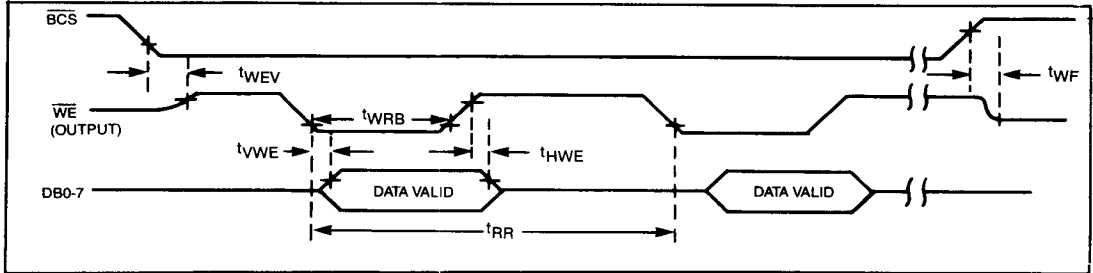 BCS
tWEV
tWF
WE
(OUTPUT)
tWRB
tVWE
tHWE
DB0-7
DATA VALID
DATA VALID
tRR